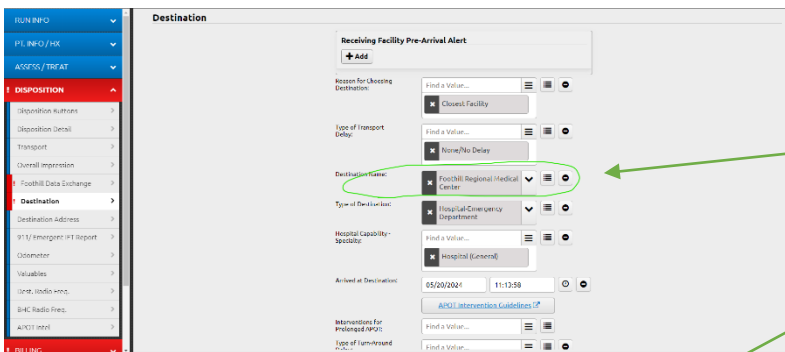 RUN INFO
PT. INFO / HX
ASSESS / TREAT
! DISPOSITION
Disposition Buttons
Disposition Detail
Transport
Overall Impression
! Foothill Data Exchange
! Destination
Destination Address
911/ Emergent IFT Report
Odometer
Valuables
Dest. Radio Freq.
BHC Radio Freq.
APOT Intel
! BILLING
Destination
Receiving Facility Pre-Arrival Alert
+ Add
Reason for Choosing
Destination:
Find a Value...
Closest Facility
Type of Transport
Delay:
Find a Value...
None/No Delay
Destination Name:
Foothill Regional Medical
Center
Type of Destination:
Hospital-Emergency
Department
Hospital Capability -
Specialty:
Find a Value...
Hospital (General)
Arrived at Destination:
05/20/2024 11:13:58
APOT Intervention Guidelines
Interventions for
Prolonged APOT:
Find a Value...
Type of Turn-Around
Delay:
Find a Value...